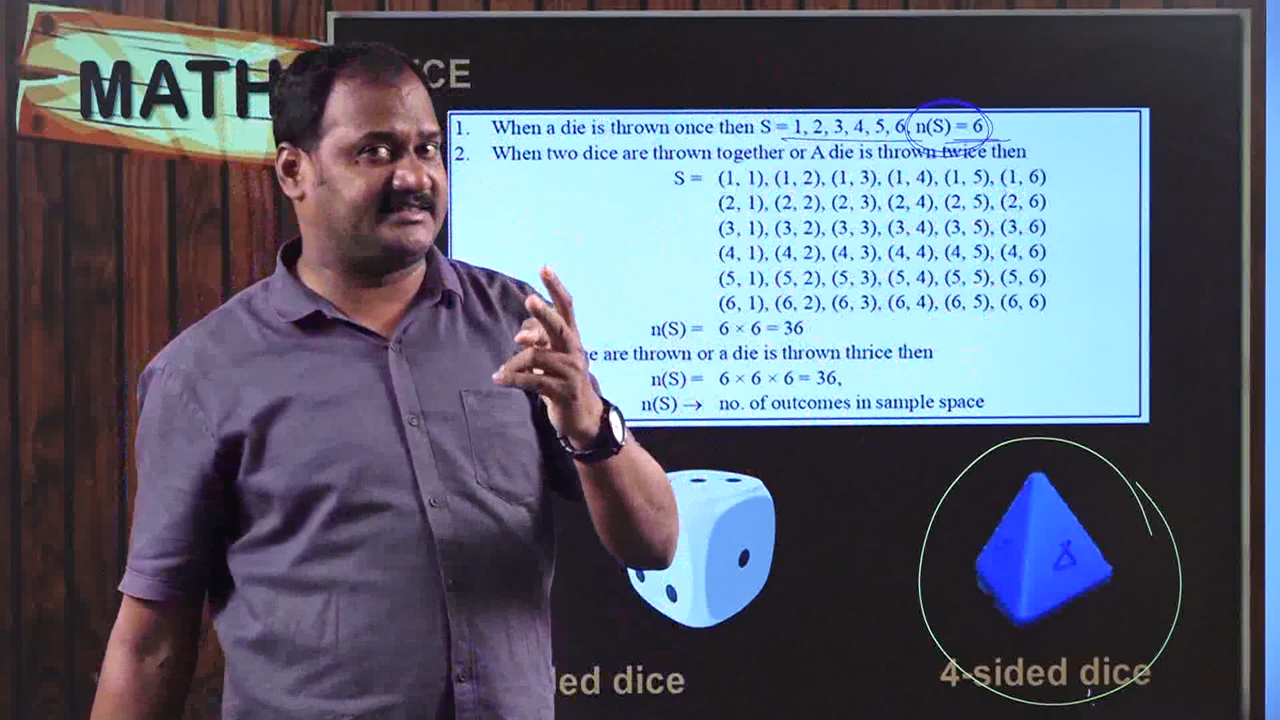 MATH
CE
1. When a die is thrown once then S = 1, 2, 3, 4, 5, 6, n(S) = 6
2. When two dice are thrown together or A die is thrown twice then
S = (1, 1), (1, 2), (1, 3), (1, 4), (1, 5), (1, 6)
(2, 1), (2, 2), (2, 3), (2, 4), (2, 5), (2, 6)
(3, 1), (3, 2), (3, 3), (3, 4), (3, 5), (3, 6)
(4, 1), (4, 2), (4, 3), (4, 4), (4, 5), (4, 6)
(5, 1), (5, 2), (5, 3), (5, 4), (5, 5), (5, 6)
(6, 1), (6, 2), (6, 3), (6, 4), (6, 5), (6, 6)
n(S) = 6 × 6 = 36
e are thrown or a die is thrown thrice then
n(S) = 6 × 6 × 6 = 36,
n(S) → no. of outcomes in sample space
ed dice
4-sided dice